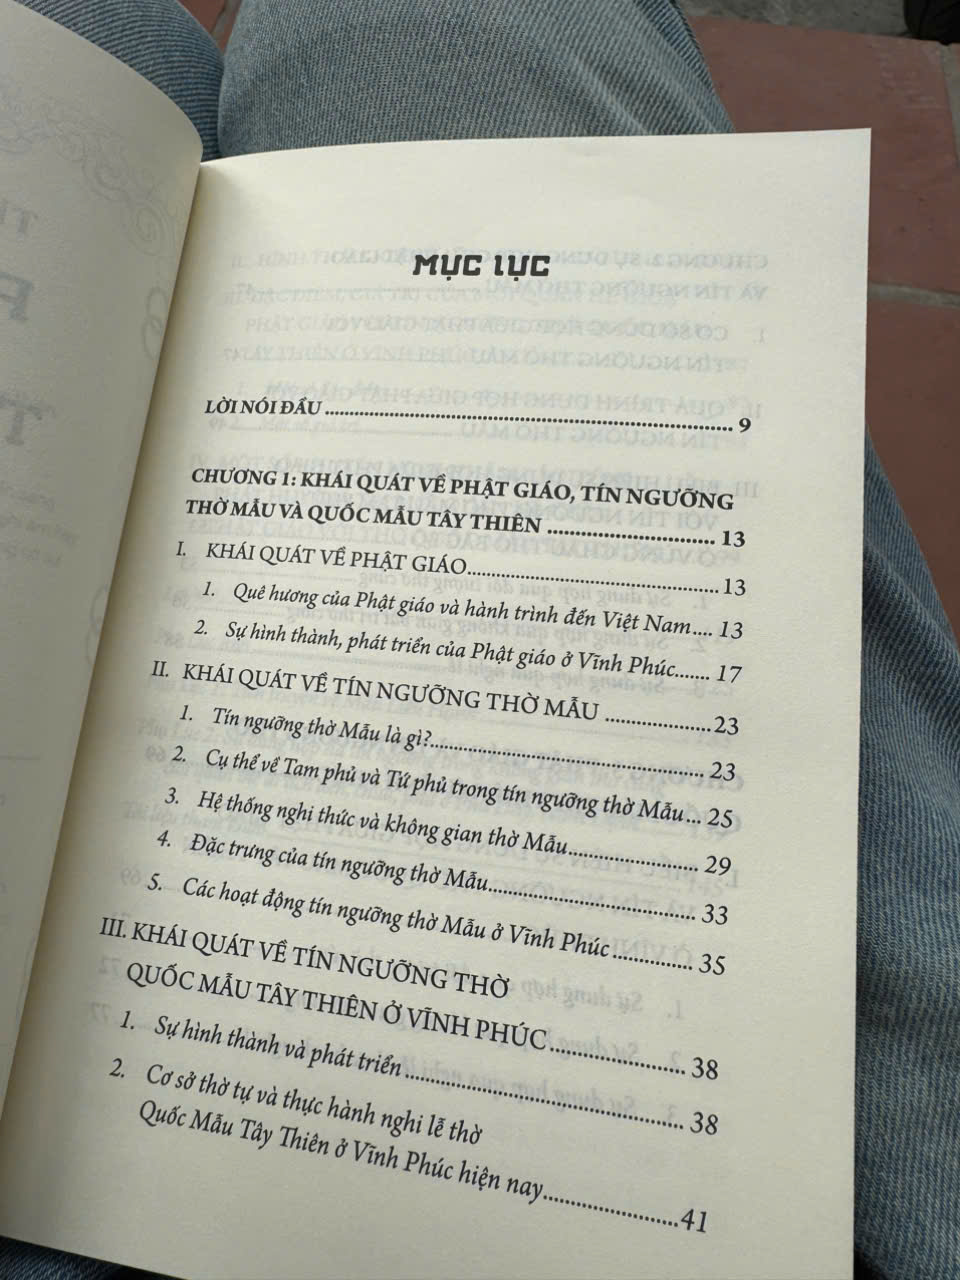 MỤC LỤC
LỜI NÓI ĐẦU ........ 9
CHƯƠNG 1: KHÁI QUÁT VỀ PHẬT GIÁO, TÍN NGƯỠNG
THỜ MẪU VÀ QUỐC MẪU TÂY THIÊN ........ 13
I. KHÁI QUÁT VỀ PHẬT GIÁO........ 13
1. Quê hương của Phật giáo và hành trình đến Việt Nam.... 13
2. Sự hình thành, phát triển của Phật giáo ở Vĩnh Phúc....... 17
II. KHÁI QUÁT VỀ TÍN NGƯỠNG THỜ MẪU ........ 23
1. Tín ngưỡng thờ Mẫu là gì?........ 23
2. Cụ thể về Tam phủ và Tứ phủ trong tín ngưỡng thờ Mẫu... 25
3. Hệ thống nghi thức và không gian thờ Mẫu........ 29
4. Đặc trưng của tín ngưỡng thờ Mẫu........ 33
5. Các hoạt động tín ngưỡng thờ Mẫu ở Vĩnh Phúc ........ 35
III. KHÁI QUÁT VỀ TÍN NGƯỠNG THỜ
QUỐC MẪU TÂY THIÊN Ở VĨNH PHÚC........ 38
1. Sự hình thành và phát triển ........ 38
2. Cơ sở thờ tự và thực hành nghi lễ thờ
Quốc Mẫu Tây Thiên ở Vĩnh Phúc hiện nay........ 41